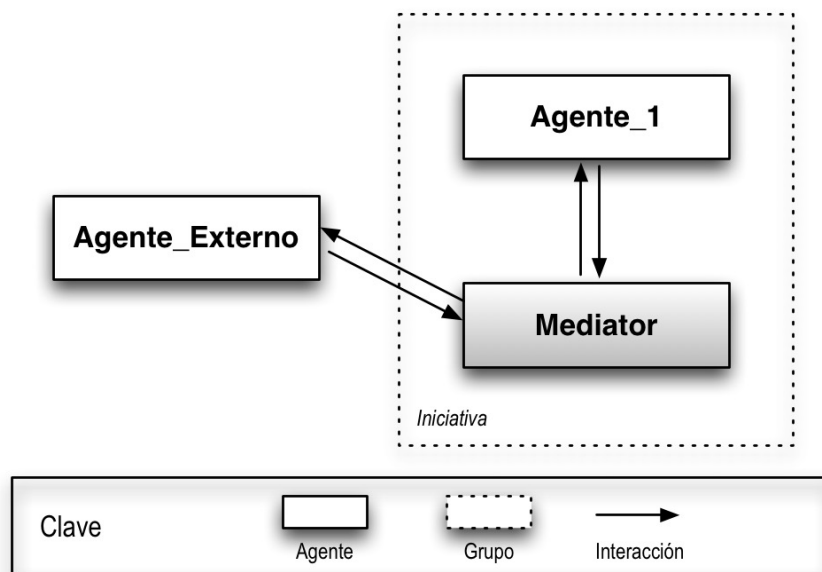 Agente_1
Agente_Externo
Mediator
Iniciativa
Clave
Agente
Grupo
Interacción